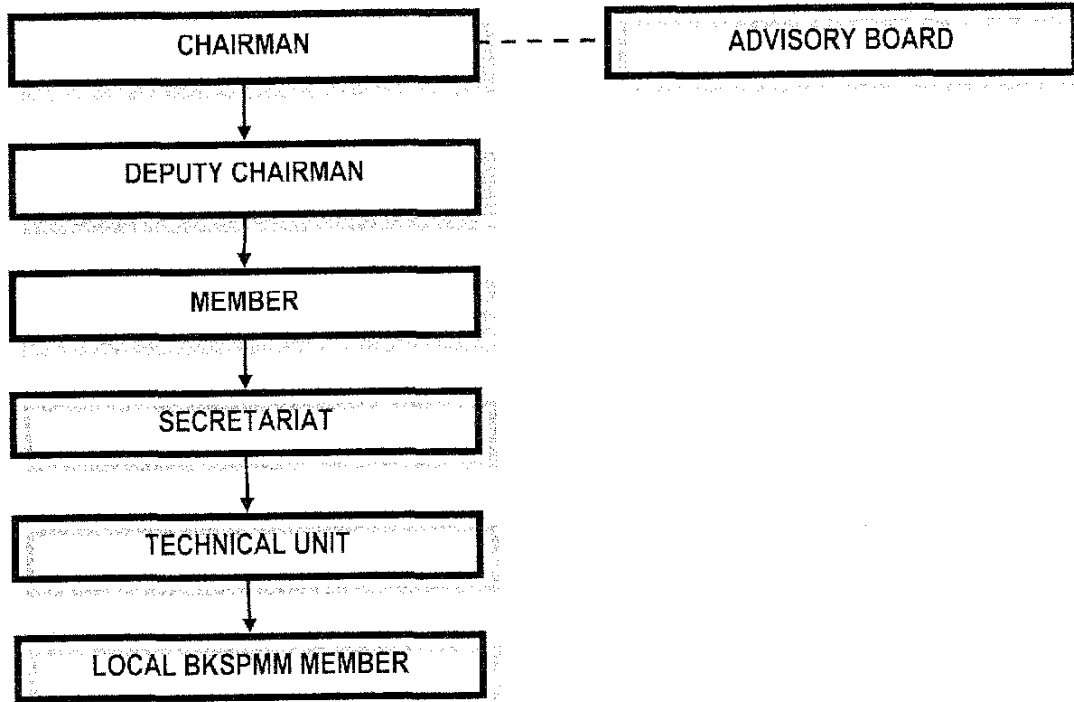 CHAIRMAN
ADVISORY BOARD
DEPUTY CHAIRMAN
MEMBER
SECRETARIAT
TECHNICAL UNIT
LOCAL BKSPMM MEMBER